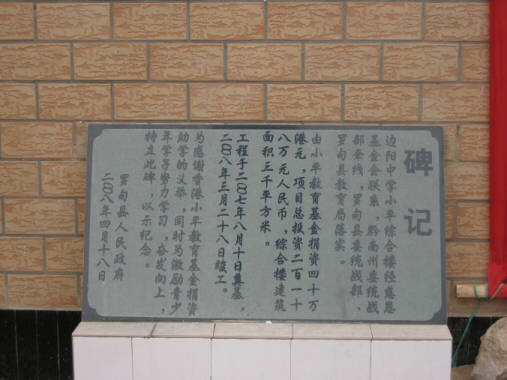 碑记
边阳中学小平综合楼经慈恩
基金会联系，黔南州委统战
部牵线，罗甸县委统战部、
罗甸县教育局落实。
由小平教育基金捐资四十万
港元，项目总投资二百一十
八万元人民币，综合楼建筑
面积三千平方米。
工程于二〇〇七年八月十日奠基，
二〇〇八年三月二十八日竣工。
为感谢香港小平教育基金捐资
助学的义举，同时为激励青少
年学子努力学习，奋发向上，
特立此碑，以示纪念。
罗甸县人民政府
二〇〇八年四月十八日